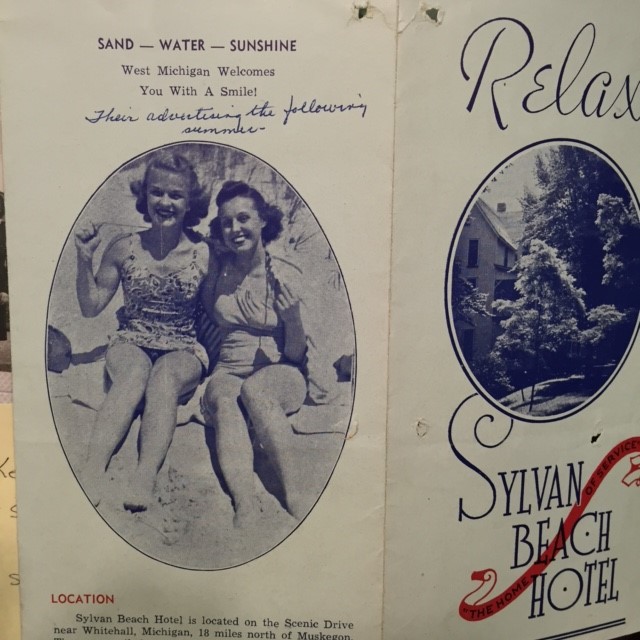 SAND — WATER — SUNSHINE
West Michigan Welcomes
You With A Smile!
Their advertising the following
summer-
LOCATION
Sylvan Beach Hotel is located on the Scenic Drive
near Whitehall, Michigan, 18 miles north of Muskegon.
Relax
SYLVAN
BEACH
HOTEL
"THE HOME OF SERVICE